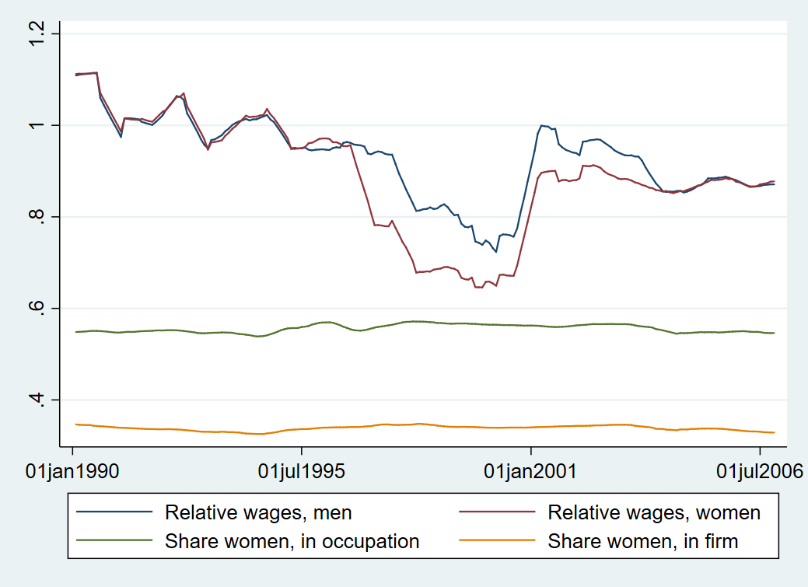 1.2
1
.8
.6
.4
01jan1990 01jul1995 01jan2001 01jul2006
Relative wages, men Relative wages, women
Share women, in occupation Share women, in firm